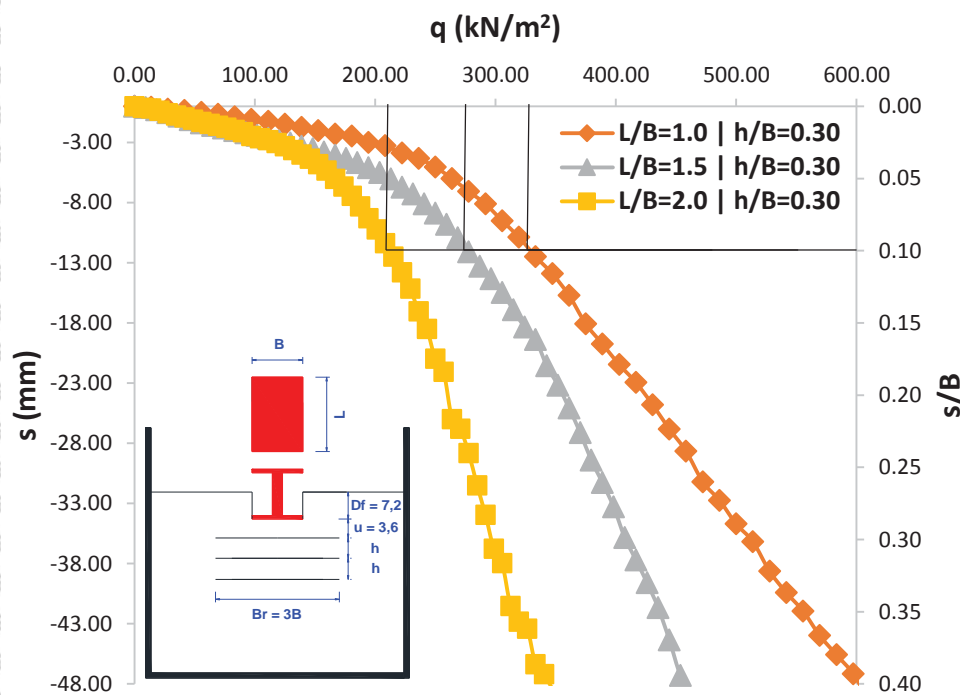 q (kN/m²)
0.00 100.00 200.00 300.00 400.00 500.00 600.00
-3.00
-8.00
-13.00
-18.00
-23.00
-28.00
-33.00
-38.00
-43.00
-48.00
s (mm)
0.00
0.05
0.10
0.15
0.20
0.25
0.30
0.35
0.40
s/B
L/B=1.0 | h/B=0.30
L/B=1.5 | h/B=0.30
L/B=2.0 | h/B=0.30
B
L
Df = 7,2
u = 3,6
h
h
Br = 3B